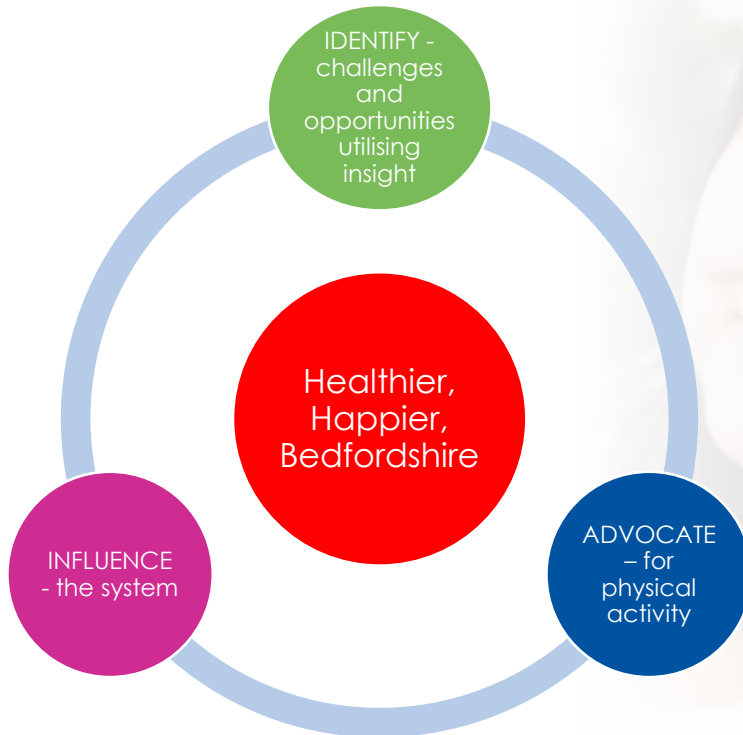 IDENTIFY -
challenges
and
opportunities
utilising
insight
Healthier,
Happier,
Bedfordshire
INFLUENCE
- the system
ADVOCATE
– for
physical
activity